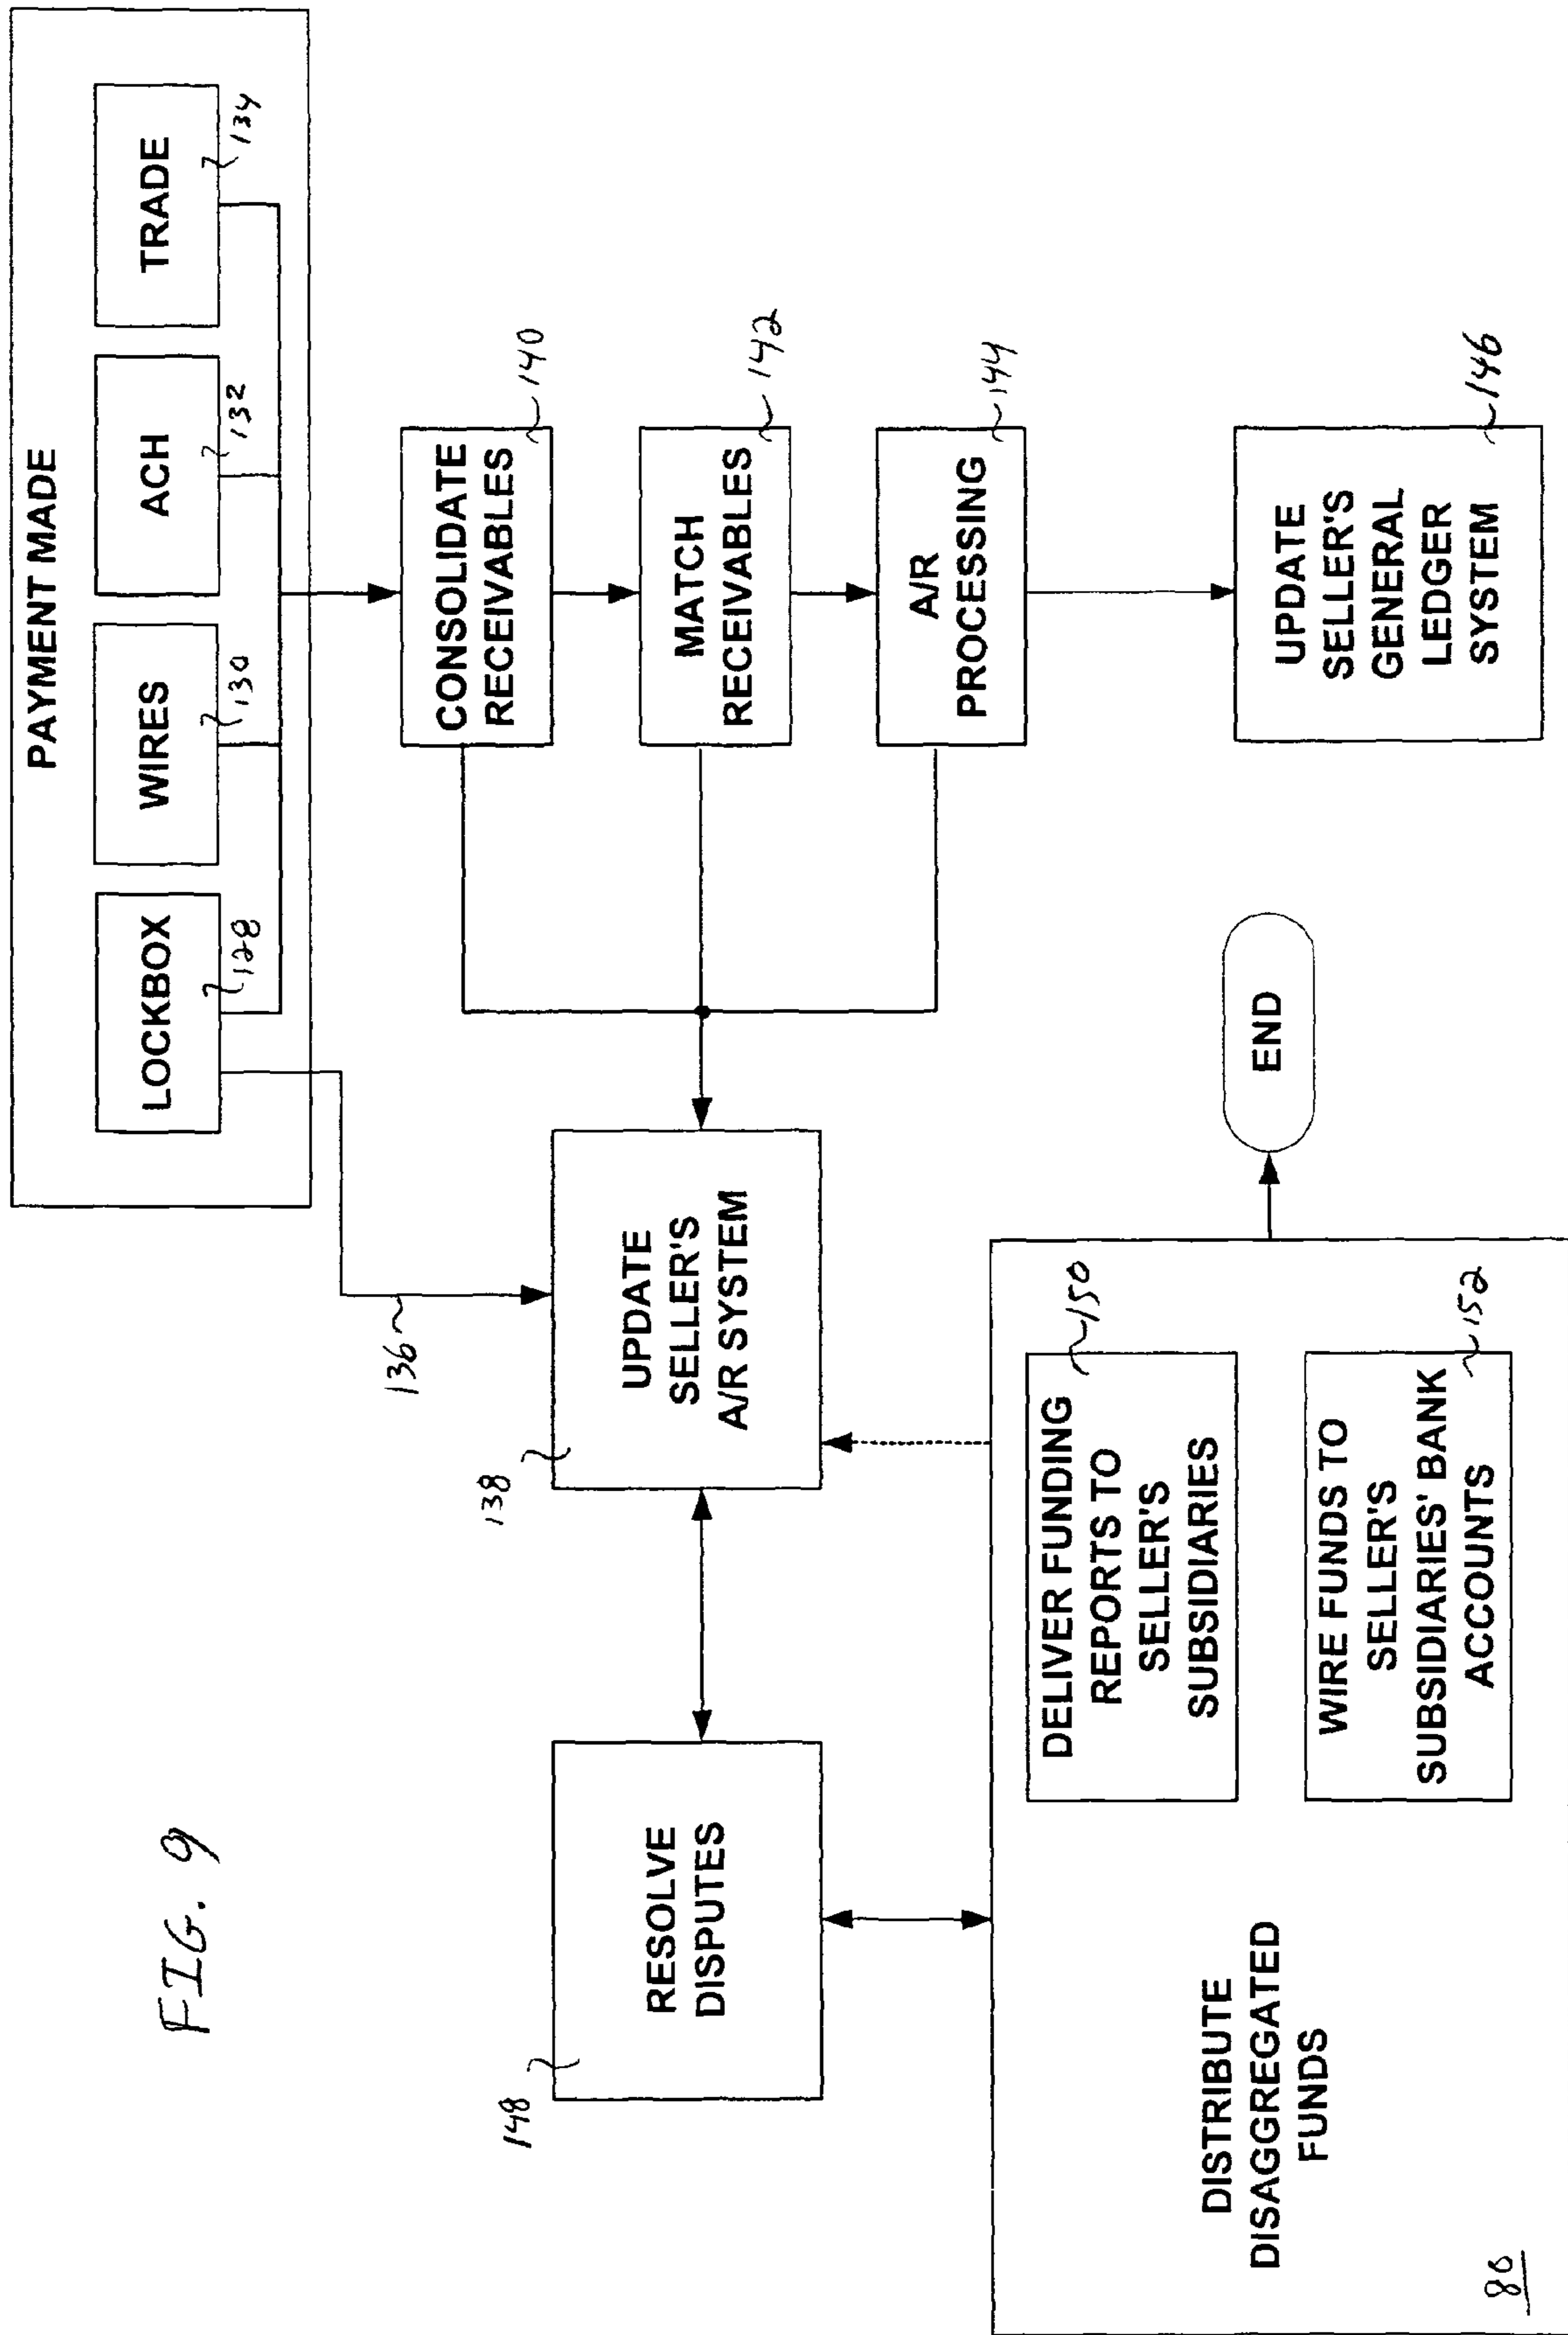 FIG. 9
PAYMENT MADE
LOCKBOX
128
WIRES
130
ACH
132
TRADE
134
136
138
UPDATE
SELLER'S
A/R SYSTEM
CONSOLIDATE
RECEIVABLES
140
MATCH
RECEIVABLES
142
A/R
PROCESSING
144
UPDATE
SELLER'S
GENERAL
LEDGER
SYSTEM
146
148
RESOLVE
DISPUTES
DISTRIBUTE
DISAGGREGATED
FUNDS
80
DELIVER FUNDING
REPORTS TO
SELLER'S
SUBSIDIARIES
150
WIRE FUNDS TO
SELLER'S
SUBSIDIARIES' BANK
ACCOUNTS
152
END